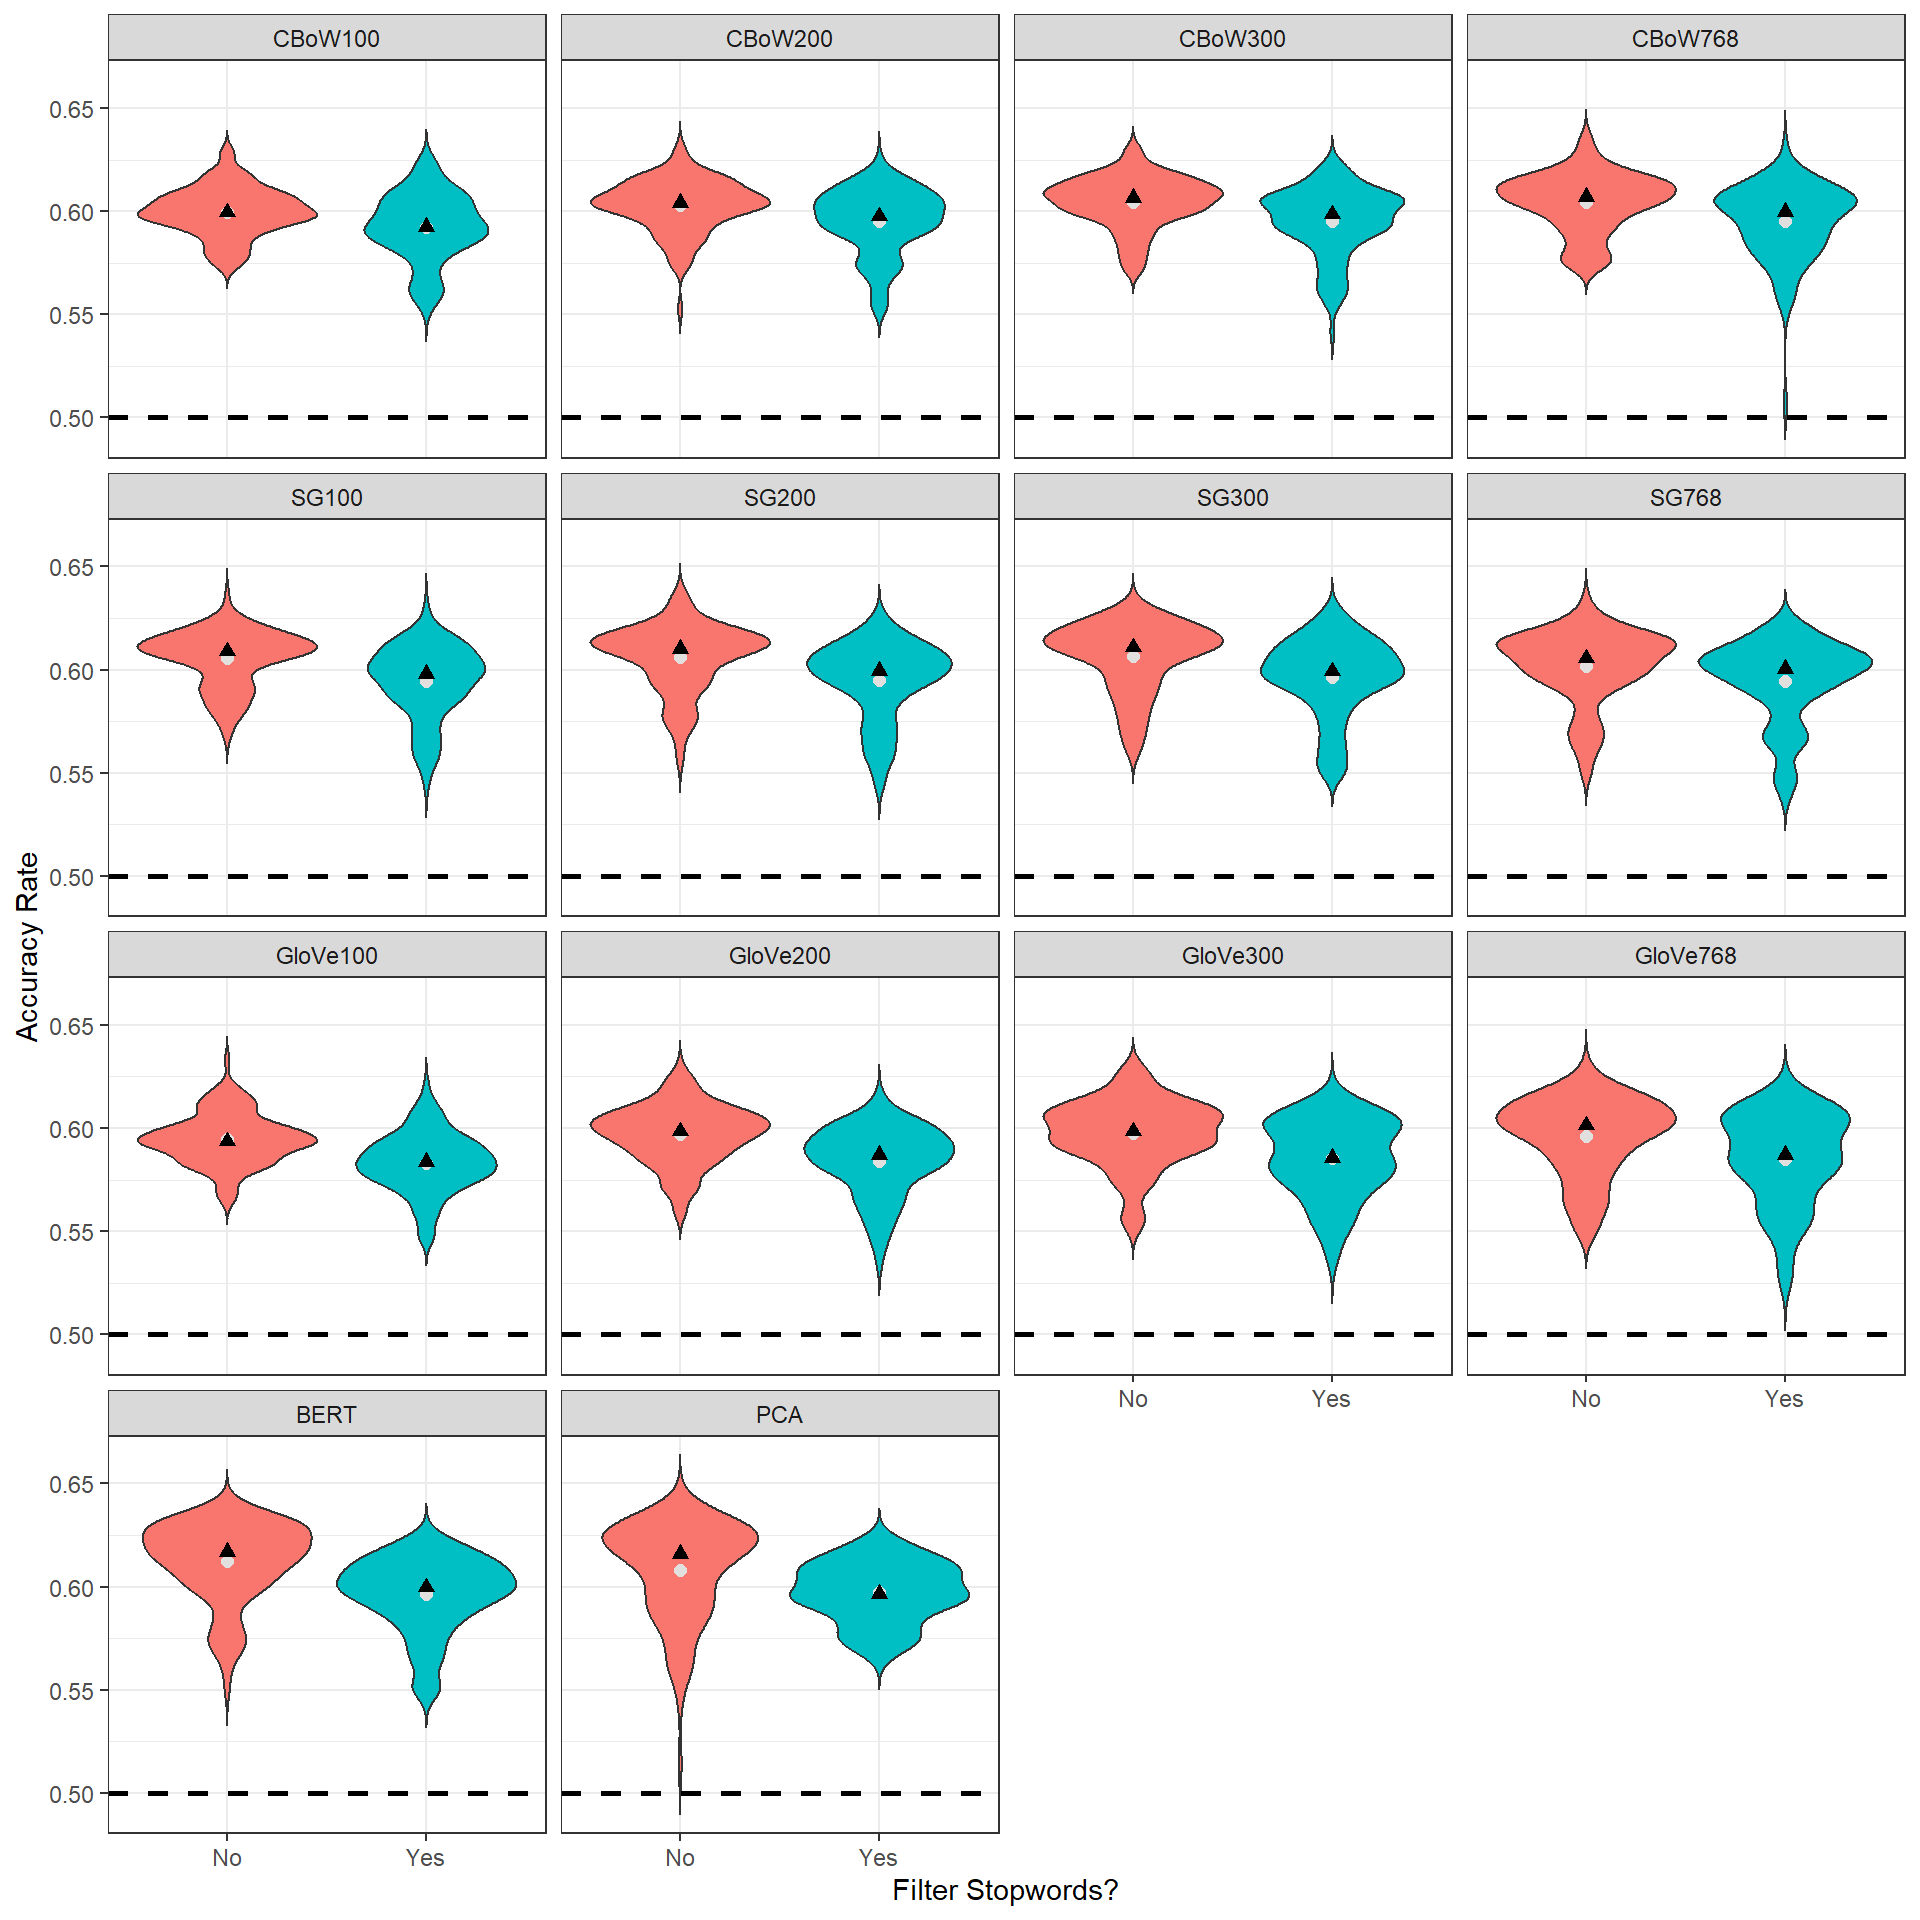 CBoW100 CBoW200 CBoW300 CBoW768
0.65
0.60
0.55
0.50
SG100 SG200 SG300 SG768
0.65
0.60
0.55
0.50
GloVe100 GloVe200 GloVe300 GloVe768
0.65
0.60
0.55
0.50
No Yes No Yes
BERT PCA
0.65
0.60
0.55
0.50
No Yes No Yes
Filter Stopwords?
Accuracy Rate